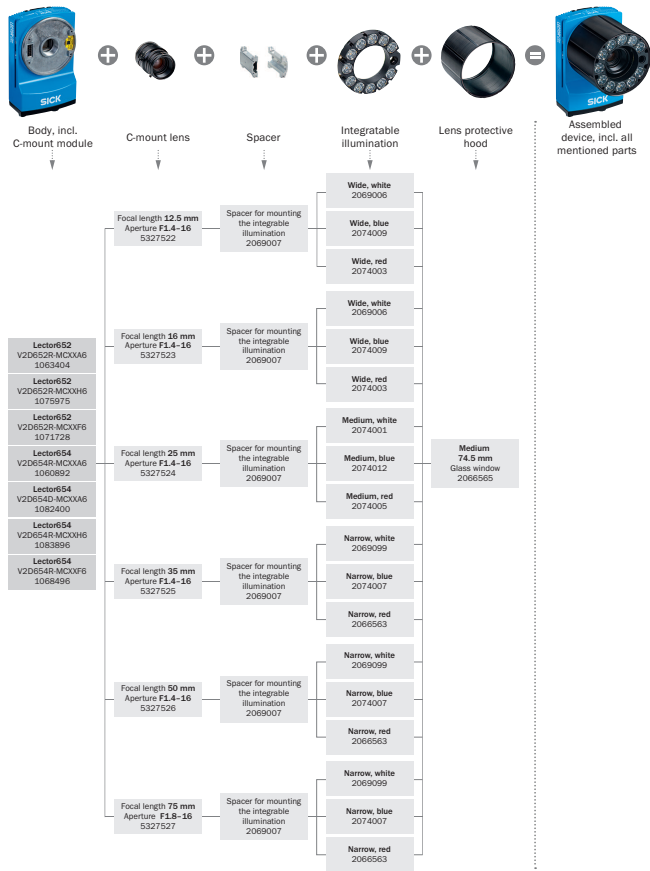 SICK
SICK
Body, incl.
C-mount module
C-mount lens
Spacer
Integratable
illumination
Lens protective
hood
Assembled
device, incl. all
mentioned parts
Lector652
V2D652R-MCXXA6
1063404
Lector652
V2D652R-MCXXH6
1075975
Lector652
V2D652R-MCXXF6
1071728
Lector654
V2D654R-MCXXA6
1060892
Lector654
V2D654D-MCXXA6
1082400
Lector654
V2D654R-MCXXH6
1083896
Lector654
V2D654R-MCXXF6
1068496
Focal length 12.5 mm
Aperture F1.4–16
5327522
Spacer for mounting
the integrable
illumination
2069007
Wide, white
2069006
Wide, blue
2074009
Wide, red
2074003
Focal length 16 mm
Aperture F1.4–16
5327523
Spacer for mounting
the integrable
illumination
2069007
Wide, white
2069006
Wide, blue
2074009
Wide, red
2074003
Focal length 25 mm
Aperture F1.4–16
5327524
Spacer for mounting
the integrable
illumination
2069007
Medium, white
2074001
Medium, blue
2074012
Medium, red
2074005
Focal length 35 mm
Aperture F1.4–16
5327525
Spacer for mounting
the integrable
illumination
2069007
Narrow, white
2069099
Narrow, blue
2074007
Narrow, red
2066563
Focal length 50 mm
Aperture F1.4–16
5327526
Spacer for mounting
the integrable
illumination
2069007
Narrow, white
2069099
Narrow, blue
2074007
Narrow, red
2066563
Focal length 75 mm
Aperture F1.8–16
5327527
Spacer for mounting
the integrable
illumination
2069007
Narrow, white
2069099
Narrow, blue
2074007
Narrow, red
2066563
Medium
74.5 mm
Glass window
2066565